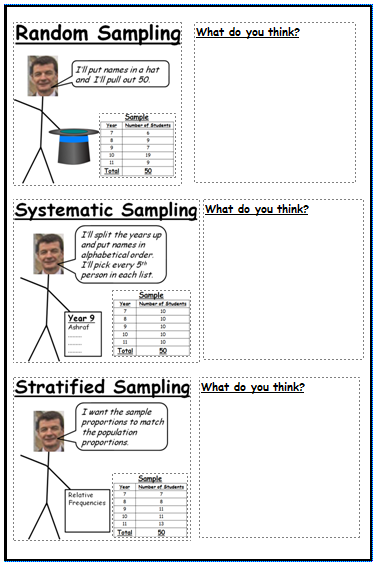 Random Sampling
What do you think?
I'll put names in a hat
and I'll pull out 50.
Sample
Year Number of Students
7 6
8 9
9 7
10 19
11 9
Total 50
Systematic Sampling
What do you think?
I'll split the years up
and put names in
alphabetical order.
I'll pick every 5th
person in each list.
Year 9
Ashraf
........
........
........
Sample
Year Number of Students
7 10
8 10
9 10
10 10
11 10
Total 50
Stratified Sampling
What do you think?
I want the sample
proportions to match
the population
proportions.
Relative
Frequencies
Sample
Year Number of Students
7 7
8 8
9 11
10 11
11 13
Total 50